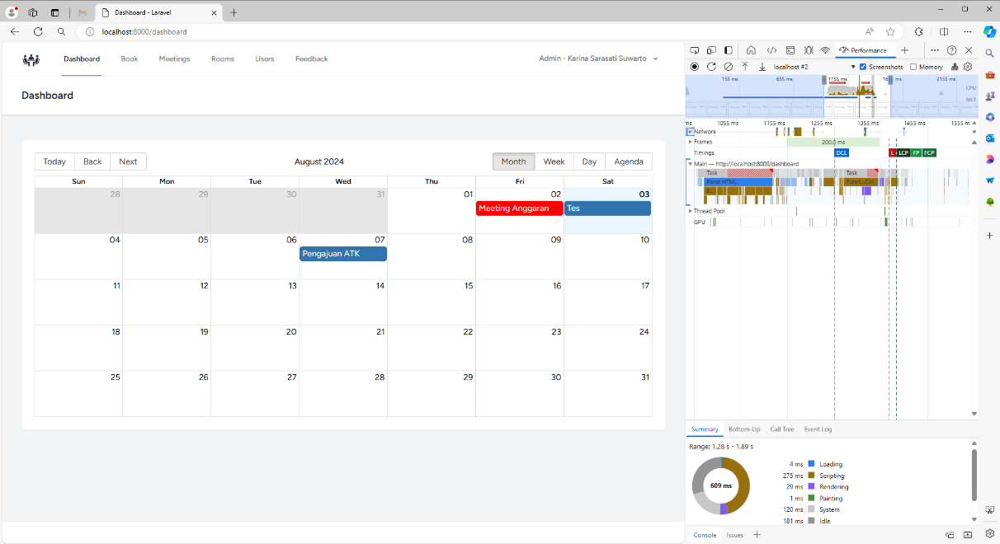 Dashboard - Laravel
localhost:8000/dashboard
Dashboard Book Meetings Rooms Users Feedback Admin - Karina Sarasati Suwarto
Dashboard
Today Back Next August 2024 Month Week Day Agenda
Sun Mon Tue Wed Thu Fri Sat
28 29 30 31 01 02 03
Meeting Anggaran Tes
04 05 06 07 08 09 10
Pengajuan ATK
11 12 13 14 15 16 17
18 19 20 21 22 23 24
25 26 27 28 29 30 31
Performance
localhost #2 Screenshots Memory
155 ms 655 ms 1155 ms 2155 ms
CPU
NET
ms 1055 ms 1155 ms 1255 ms 1355 ms 1455 ms 1555 m
Network
Frames 200.0 ms
Timings DCL L LCP FP FCP
Main — http://localhost:8000/dashboard
Task Task
Parse HTML Funct...Call
E...
Thread Pool
GPU
Summary Bottom-Up Call Tree Event Log
Range: 1.28 s - 1.89 s
609 ms
4 ms Loading
275 ms Scripting
29 ms Rendering
1 ms Painting
120 ms System
181 ms Idle
Console Issues